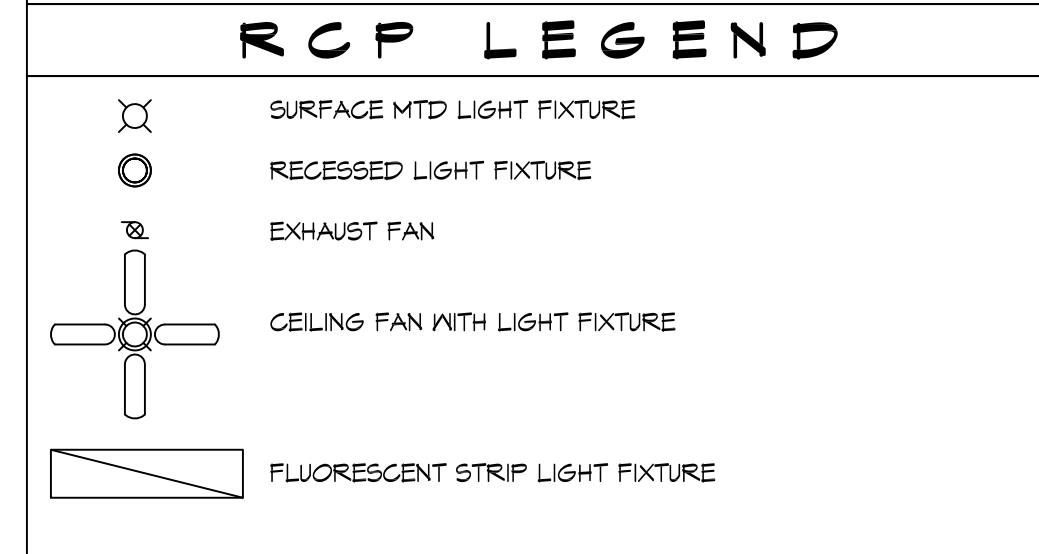 RCP LEGEND
SURFACE MTD LIGHT FIXTURE
RECESSED LIGHT FIXTURE
EXHAUST FAN
CEILING FAN WITH LIGHT FIXTURE
FLUORESCENT STRIP LIGHT FIXTURE